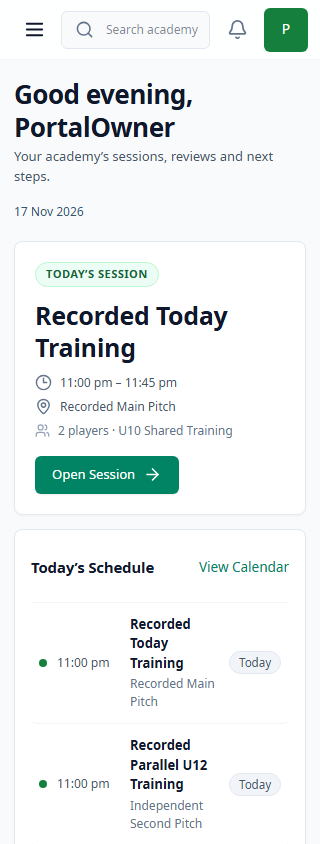 Search academy
P
Good evening,
PortalOwner
Your academy’s sessions, reviews and next
steps.
17 Nov 2026
TODAY’S SESSION
Recorded Today
Training
11:00 pm – 11:45 pm
Recorded Main Pitch
2 players · U10 Shared Training
Open Session
Today’s Schedule
View Calendar
11:00 pm
Recorded
Today
Training
Recorded Main
Pitch
Today
11:00 pm
Recorded
Parallel U12
Training
Independent
Second Pitch
Today